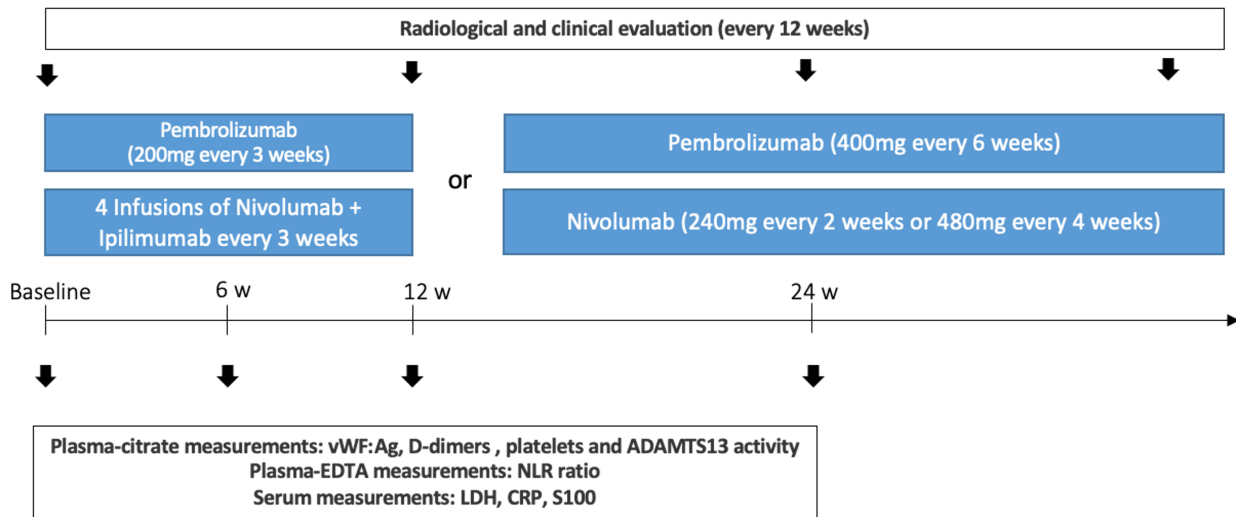 Radiological and clinical evaluation (every 12 weeks)
Pembrolizumab
(200mg every 3 weeks)
Pembrolizumab (400mg every 6 weeks)
or
4 Infusions of Nivolumab +
Ipilimumab every 3 weeks
Nivolumab (240mg every 2 weeks or 480mg every 4 weeks)
Baseline
6 w
12 w
24 w
Plasma-citrate measurements: vWF:Ag, D-dimers , platelets and ADAMTS13 activity
Plasma-EDTA measurements: NLR ratio
Serum measurements: LDH, CRP, S100